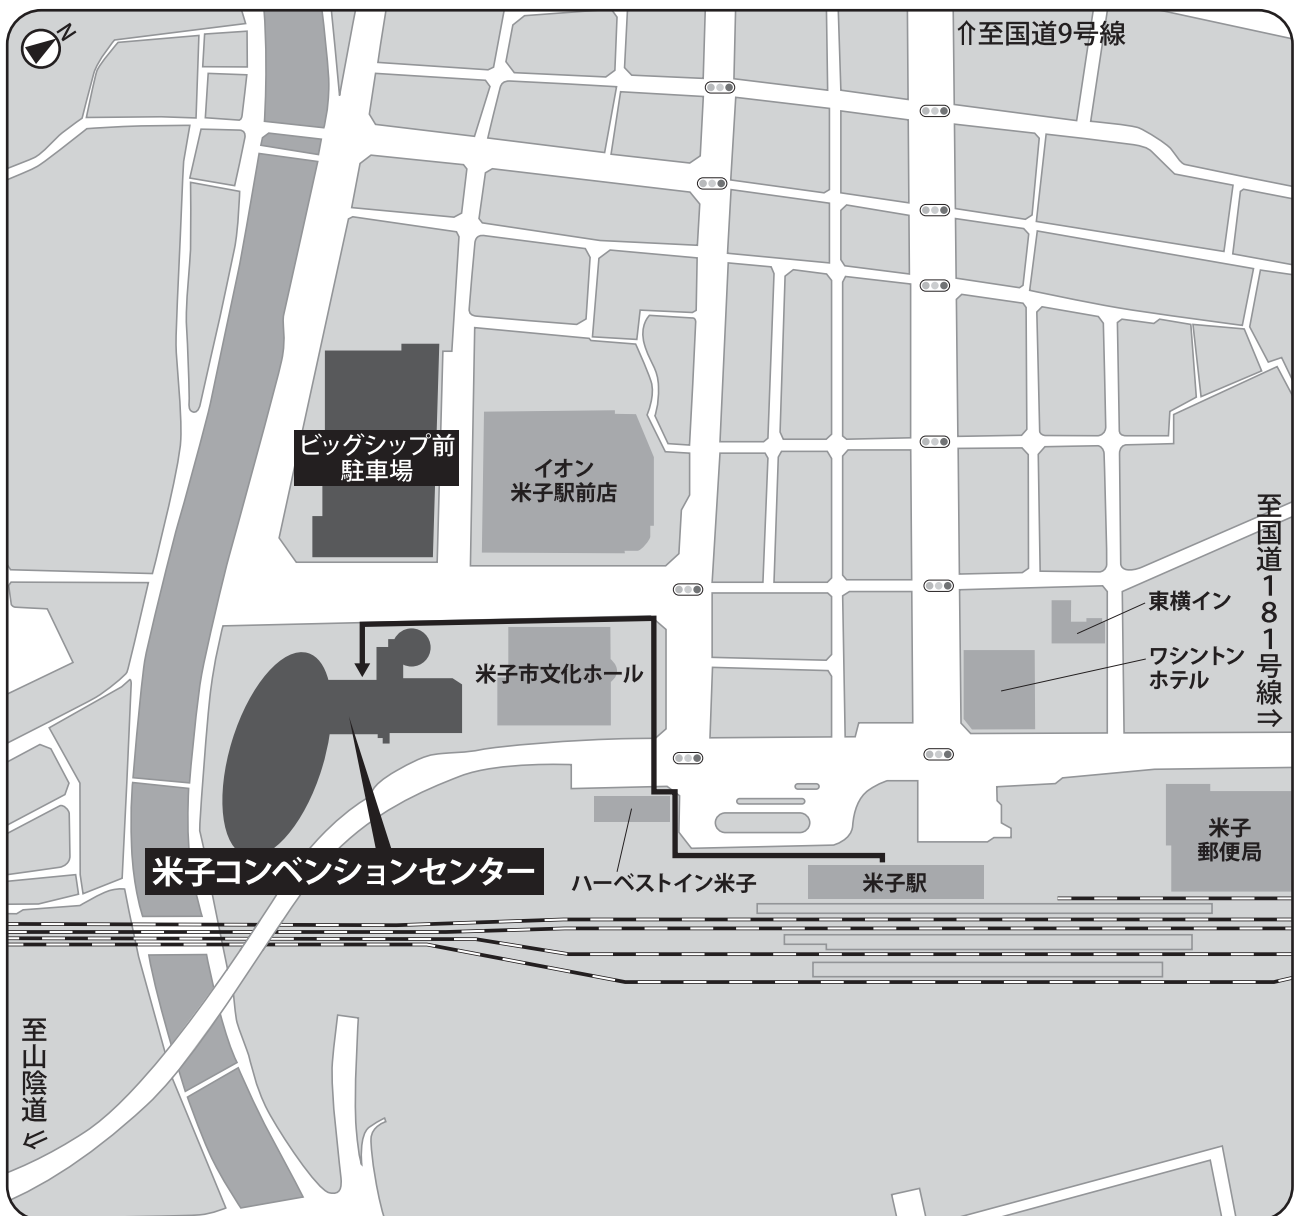 N
⇑至国道9号線
ビッグシップ前
駐車場
イオン
米子駅前店
至国道181号線⇒
東横イン
ワシントン
ホテル
米子市文化ホール
米子コンベンションセンター
ハーベストイン米子
米子駅
米子
郵便局
至山陰道⇐